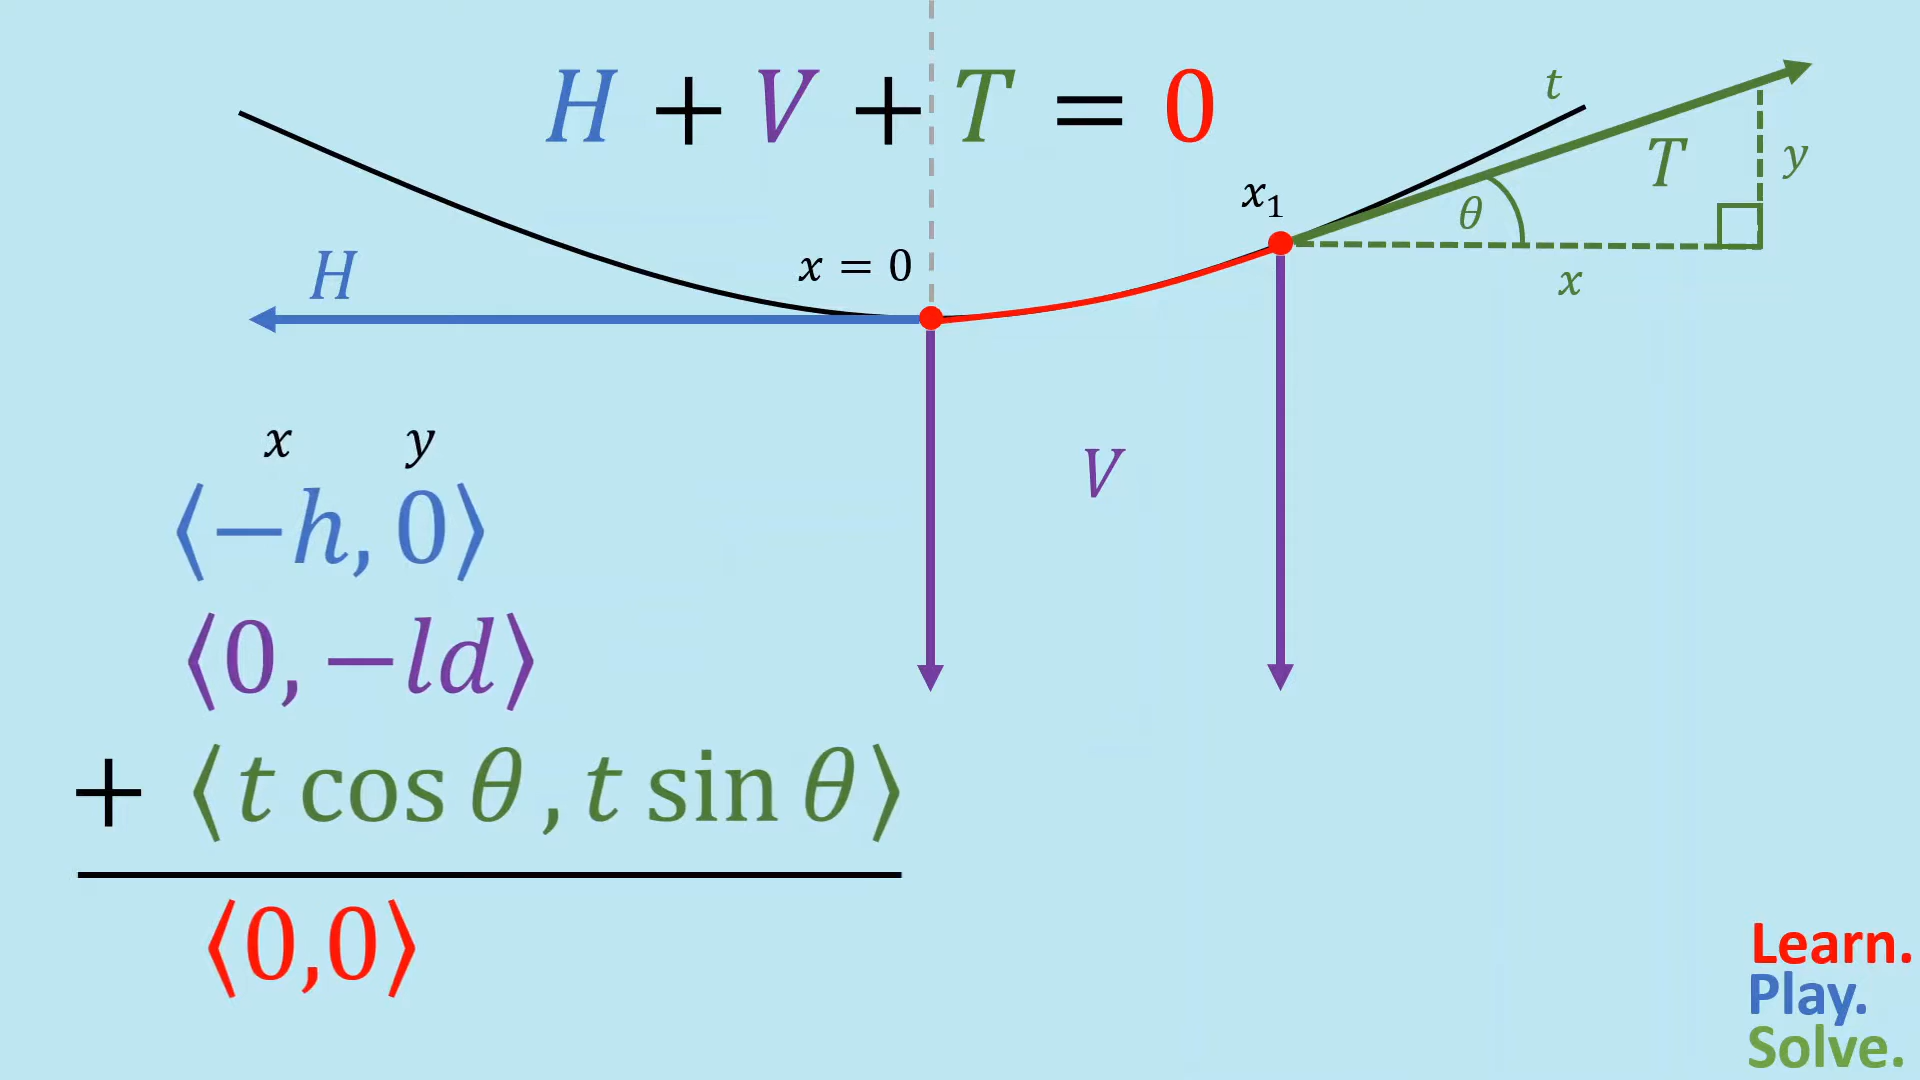 H + V + T = 0
t
T
y
x₁
θ
x = 0
H
x
x y
V
⟨−h, 0⟩
⟨0, −ld⟩
+ ⟨t cos θ, t sin θ⟩
⟨0,0⟩
Learn.
Play.
Solve.